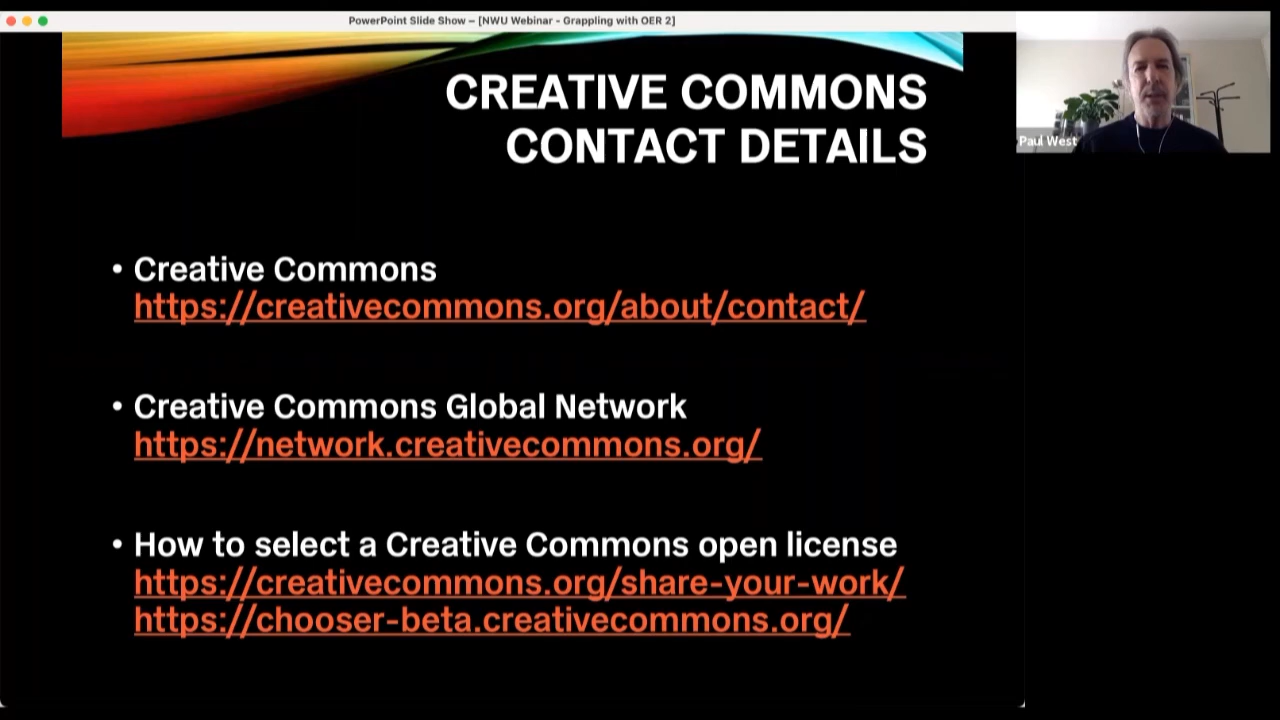 PowerPoint Slide Show – [NWU Webinar - Grappling with OER 2]
CREATIVE COMMONS
CONTACT DETAILS
Paul West
• Creative Commons
https://creativecommons.org/about/contact/
• Creative Commons Global Network
https://network.creativecommons.org/
• How to select a Creative Commons open license
https://creativecommons.org/share-your-work/
https://chooser-beta.creativecommons.org/